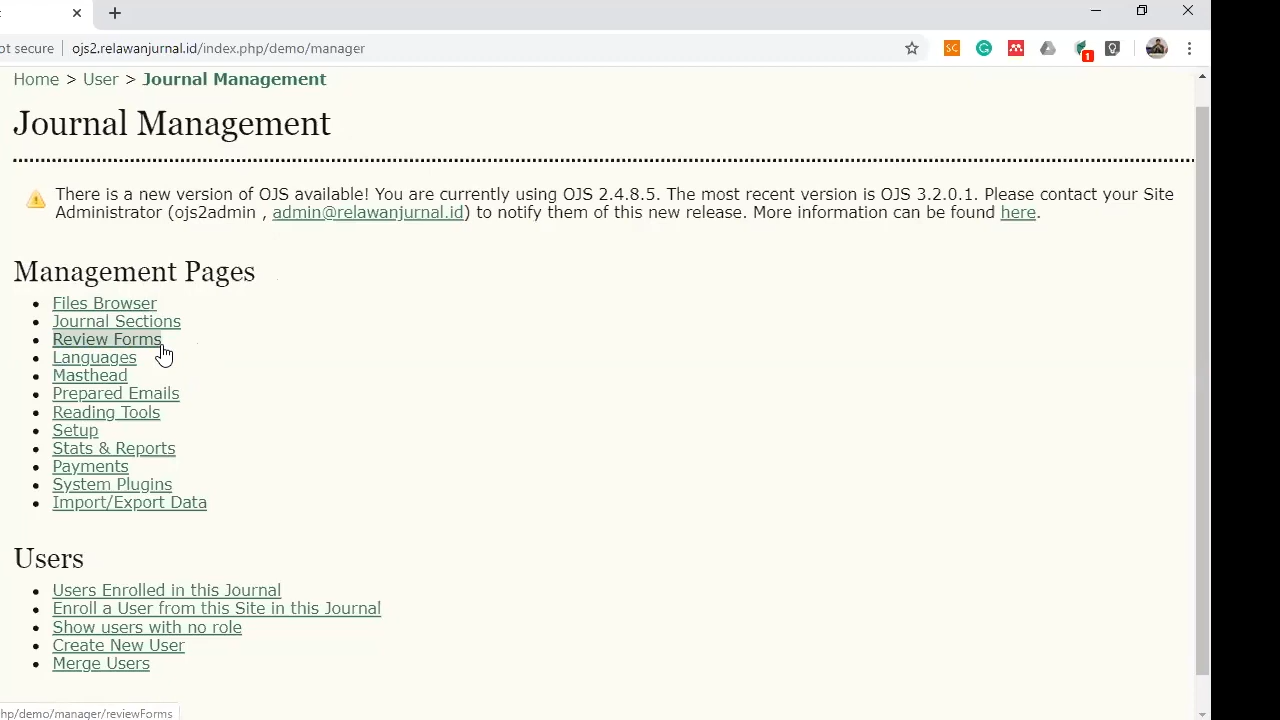 ot secure
ojs2.relawanjurnal.id/index.php/demo/manager
SC
1
Home > User > Journal Management
Journal Management
There is a new version of OJS available! You are currently using OJS 2.4.8.5. The most recent version is OJS 3.2.0.1. Please contact your Site
Administrator (ojs2admin , admin@relawanjurnal.id) to notify them of this new release. More information can be found here.
Management Pages
Files Browser
Journal Sections
Review Forms
Languages
Masthead
Prepared Emails
Reading Tools
Setup
Stats & Reports
Payments
System Plugins
Import/Export Data
Users
Users Enrolled in this Journal
Enroll a User from this Site in this Journal
Show users with no role
Create New User
Merge Users
hp/demo/manager/reviewForms